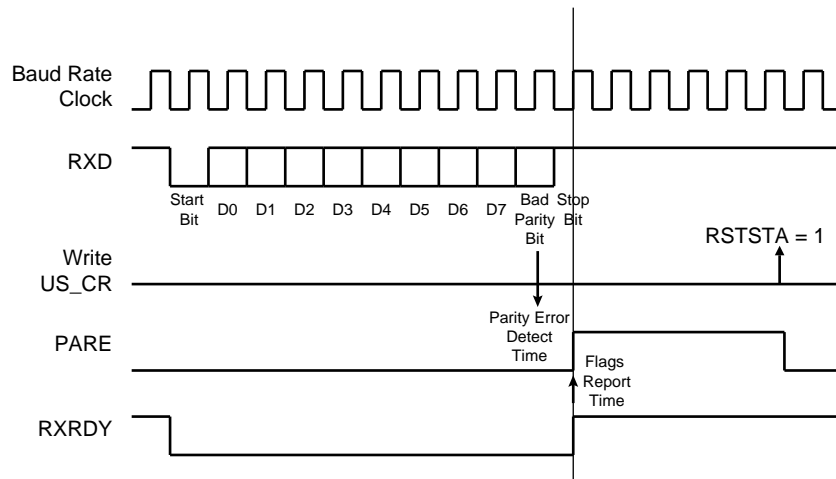 Baud Rate
Clock
RXD
Start
Bit
D0
D1
D2
D3
D4
D5
D6
D7
Bad
Parity
Bit
Stop
Bit
RSTSTA = 1
Write
US_CR
Parity Error
Detect
Time
PARE
Flags
Report
Time
RXRDY